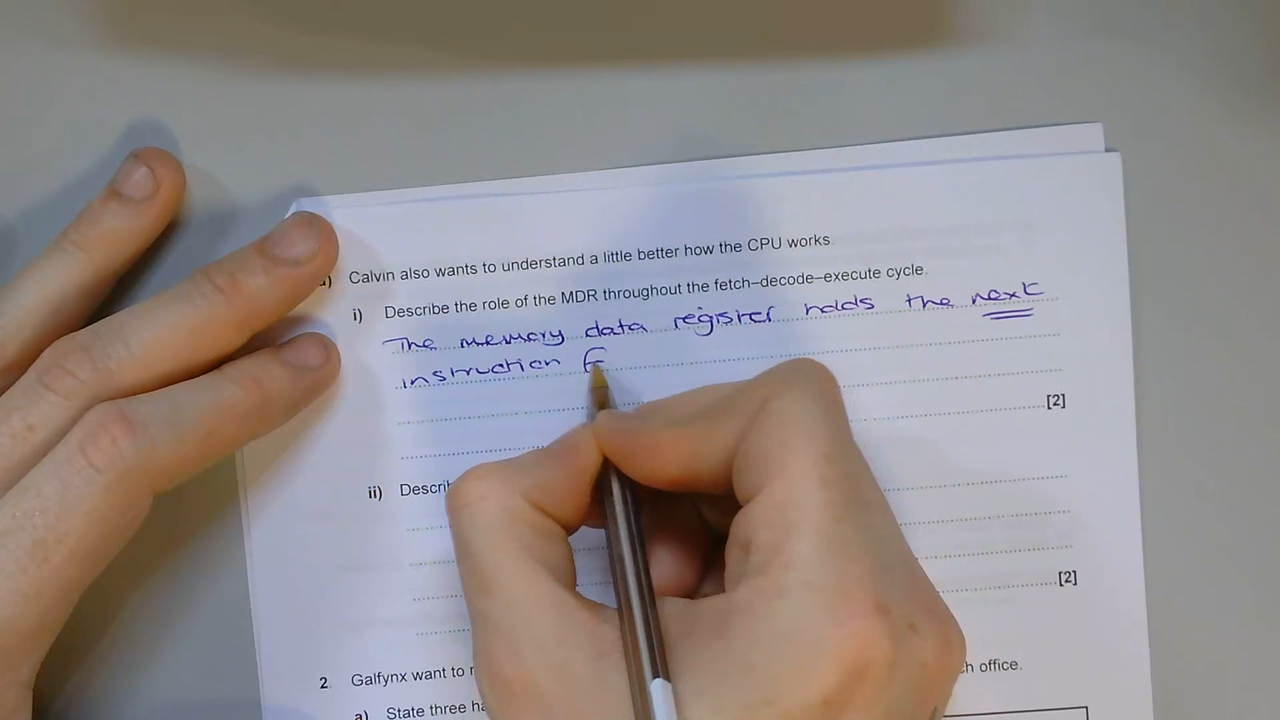 Calvin also wants to understand a little better how the CPU works.
i) Describe the role of the MDR throughout the fetch–decode–execute cycle.
The memory data register holds the next
instruction f
[2]
ii) Descri
[2]
2. Galfynx want to office.
a) State three